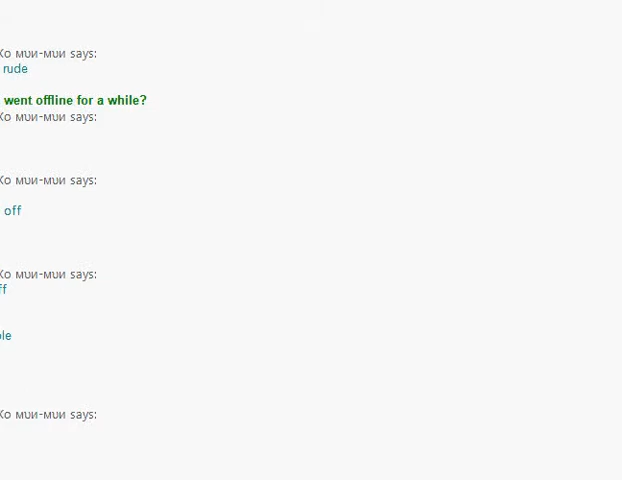 Xo мυи-мυи says:
rude
went offline for a while?
Xo мυи-мυи says:
Xo мυи-мυи says:
off
Xo мυи-мυи says:
ff
ple
Xo мυи-мυи says: